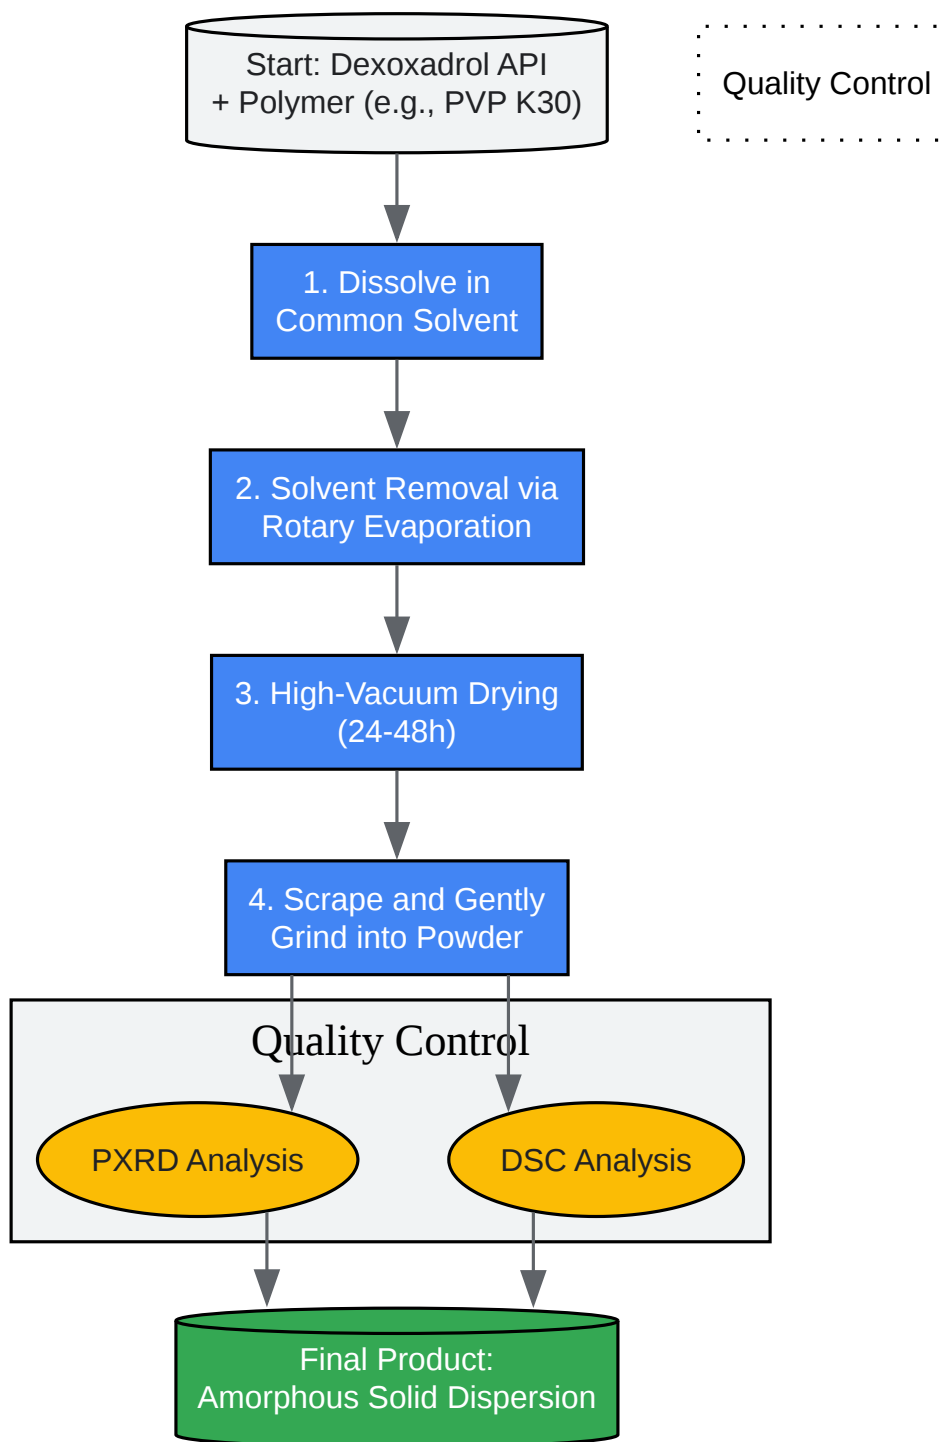 Start: Dexoxadrol API
+ Polymer (e.g., PVP K30)
Quality Control
1. Dissolve in
Common Solvent
2. Solvent Removal via
Rotary Evaporation
3. High-Vacuum Drying
(24-48h)
4. Scrape and Gently
Grind into Powder
Quality Control
PXRD Analysis
DSC Analysis
Final Product:
Amorphous Solid Dispersion